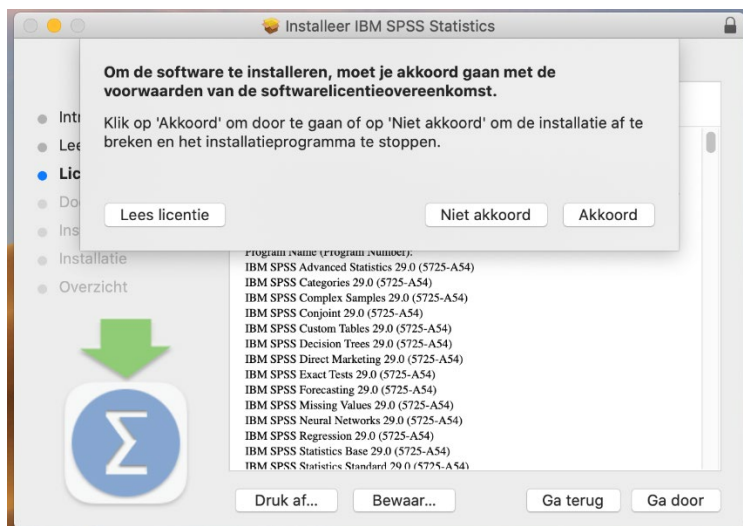 Installeer IBM SPSS Statistics
Om de software te installeren, moet je akkoord gaan met de
voorwaarden van de softwarelicentieovereenkomst.
Klik op 'Akkoord' om door te gaan of op 'Niet akkoord' om de installatie af te
breken en het installatieprogramma te stoppen.
Lees licentie
Niet akkoord
Akkoord
Installatie
Overzicht
Program Name (Program Number):
IBM SPSS Advanced Statistics 29.0 (5725-A54)
IBM SPSS Categories 29.0 (5725-A54)
IBM SPSS Complex Samples 29.0 (5725-A54)
IBM SPSS Conjoint 29.0 (5725-A54)
IBM SPSS Custom Tables 29.0 (5725-A54)
IBM SPSS Decision Trees 29.0 (5725-A54)
IBM SPSS Direct Marketing 29.0 (5725-A54)
IBM SPSS Exact Tests 29.0 (5725-A54)
IBM SPSS Forecasting 29.0 (5725-A54)
IBM SPSS Missing Values 29.0 (5725-A54)
IBM SPSS Neural Networks 29.0 (5725-A54)
IBM SPSS Regression 29.0 (5725-A54)
IBM SPSS Statistics Base 29.0 (5725-A54)
IBM SPSS Statistics Standard 29.0 (5725-A54)
Σ
Druk af...
Bewaar...
Ga terug
Ga door